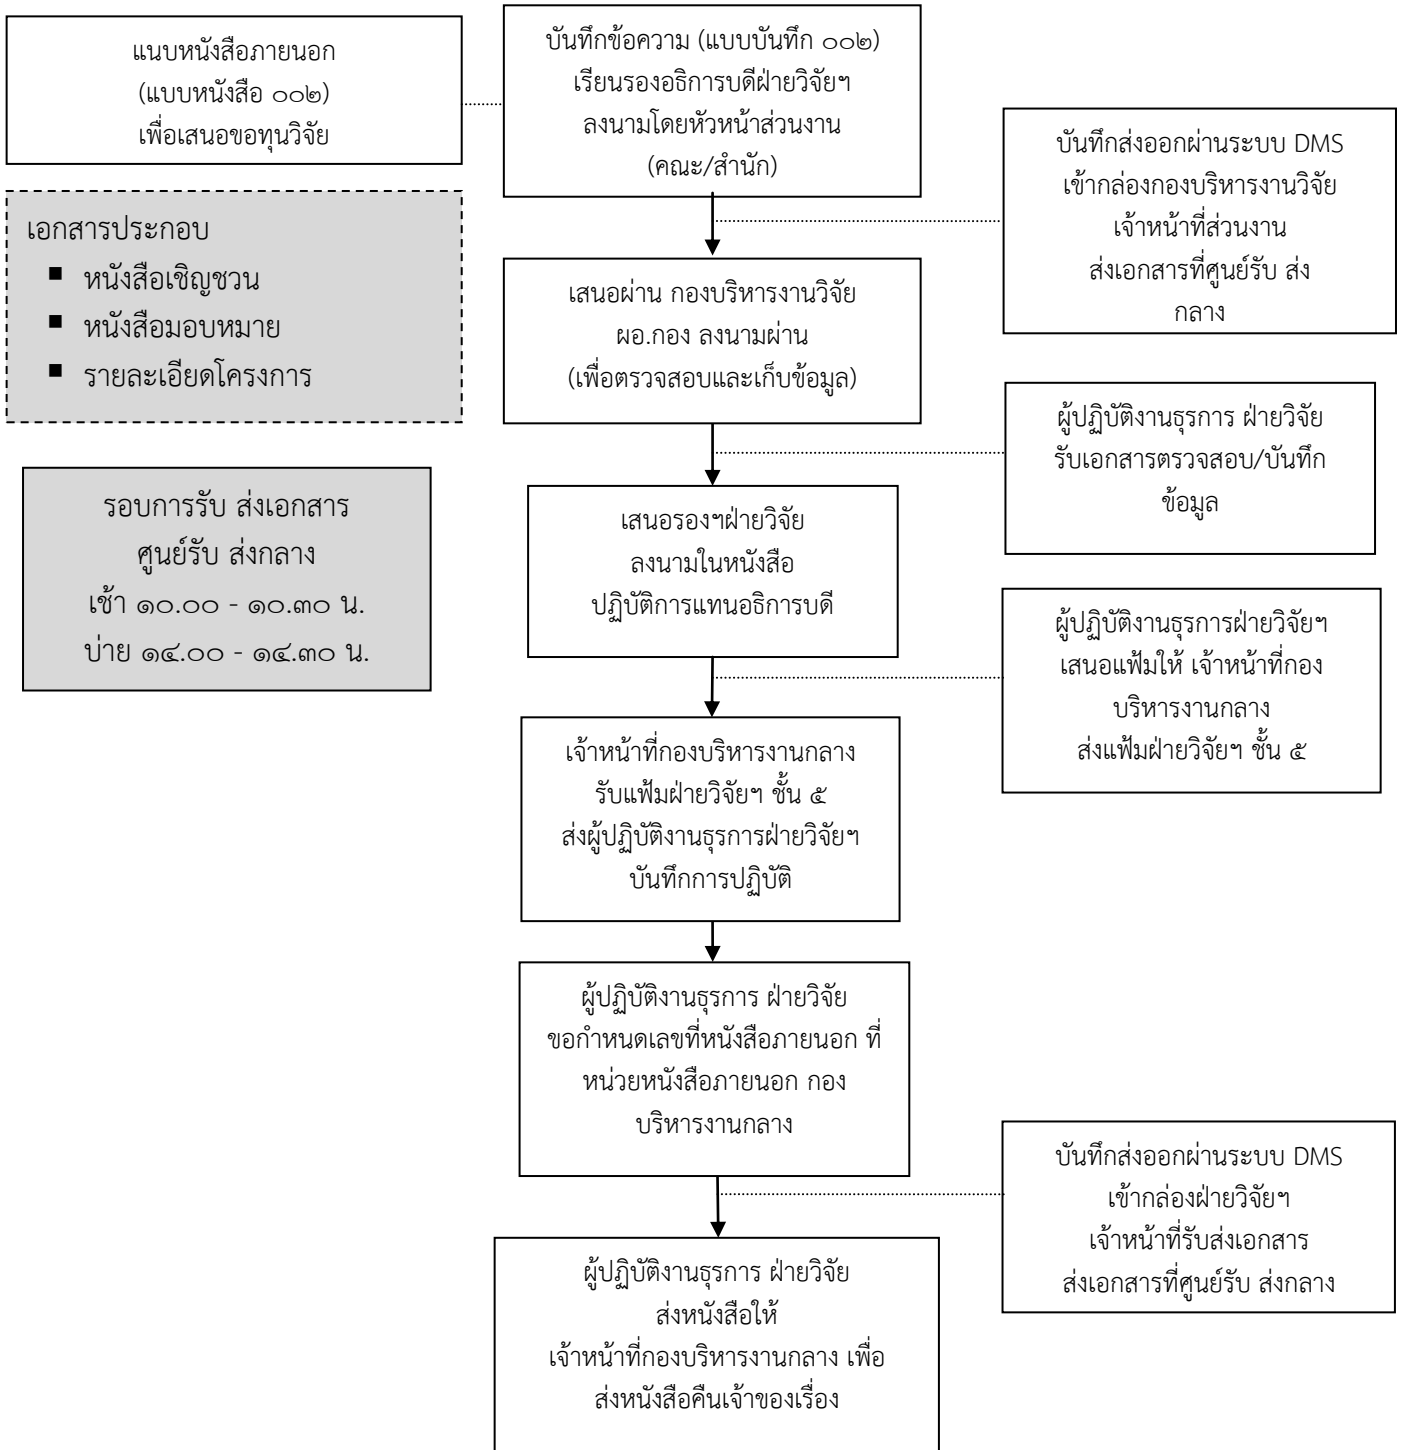 แนบหนังสือภายนอก
(แบบหนังสือ ๐๐๒)
เพื่อเสนอขอทุนวิจัย
บันทึกข้อความ (แบบบันทึก ๐๐๒)
เรียนรองอธิการบดีฝ่ายวิจัยฯ
ลงนามโดยหัวหน้าส่วนงาน
(คณะ/สำนัก)
บันทึกส่งออกผ่านระบบ DMS
เข้ากล่องกองบริหารงานวิจัย
เจ้าหน้าที่ส่วนงาน
ส่งเอกสารที่ศูนย์รับ ส่ง
กลาง
เอกสารประกอบ
■ หนังสือเชิญชวน
■ หนังสือมอบหมาย
■ รายละเอียดโครงการ
เสนอผ่าน กองบริหารงานวิจัย
ผอ.กอง ลงนามผ่าน
(เพื่อตรวจสอบและเก็บข้อมูล)
ผู้ปฏิบัติงานธุรการ ฝ่ายวิจัย
รับเอกสารตรวจสอบ/บันทึก
ข้อมูล
รอบการรับ ส่งเอกสาร
ศูนย์รับ ส่งกลาง
เช้า ๑๐.๐๐ - ๑๐.๓๐ น.
บ่าย ๑๔.๐๐ - ๑๔.๓๐ น.
เสนอรองฯฝ่ายวิจัย
ลงนามในหนังสือ
ปฏิบัติการแทนอธิการบดี
ผู้ปฏิบัติงานธุรการฝ่ายวิจัยฯ
เสนอแฟ้มให้ เจ้าหน้าที่กอง
บริหารงานกลาง
ส่งแฟ้มฝ่ายวิจัยฯ ชั้น ๕
เจ้าหน้าที่กองบริหารงานกลาง
รับแฟ้มฝ่ายวิจัยฯ ชั้น ๕
ส่งผู้ปฏิบัติงานธุรการฝ่ายวิจัยฯ
บันทึกการปฏิบัติ
ผู้ปฏิบัติงานธุรการ ฝ่ายวิจัย
ขอกำหนดเลขที่หนังสือภายนอก ที่
หน่วยหนังสือภายนอก กอง
บริหารงานกลาง
บันทึกส่งออกผ่านระบบ DMS
เข้ากล่องฝ่ายวิจัยฯ
เจ้าหน้าที่รับส่งเอกสาร
ส่งเอกสารที่ศูนย์รับ ส่งกลาง
ผู้ปฏิบัติงานธุรการ ฝ่ายวิจัย
ส่งหนังสือให้
เจ้าหน้าที่กองบริหารงานกลาง เพื่อ
ส่งหนังสือคืนเจ้าของเรื่อง